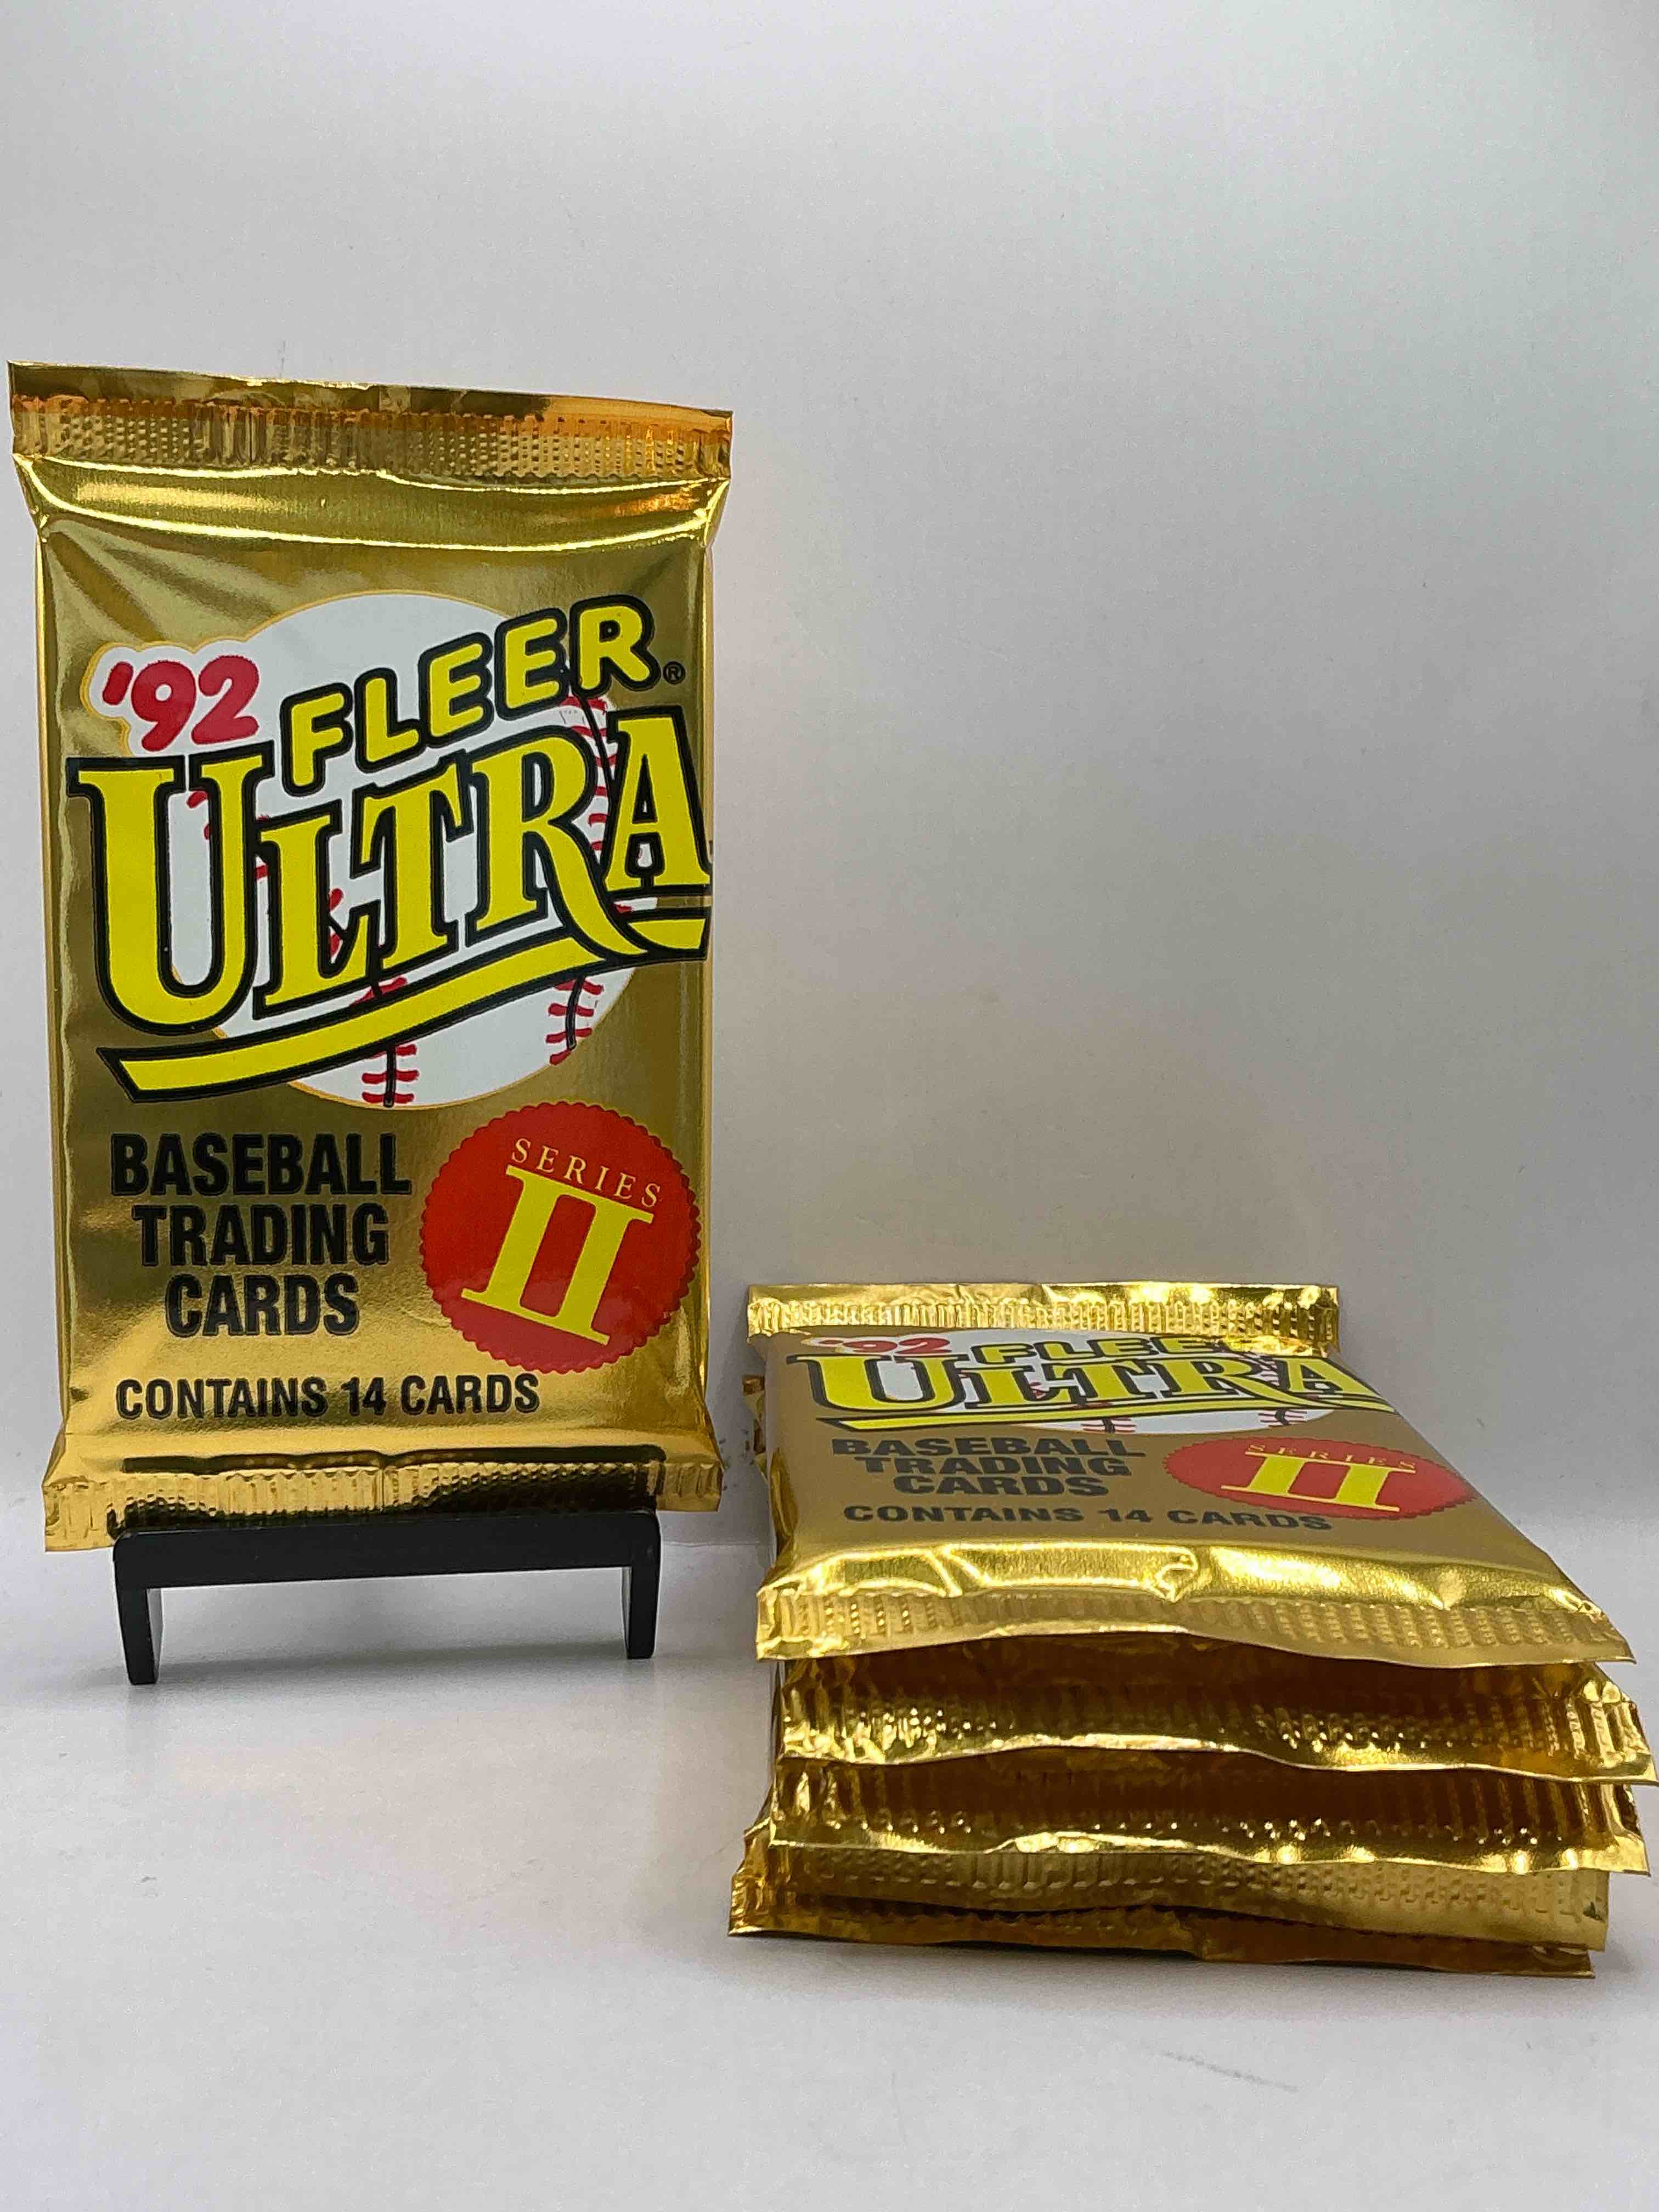 '92 FLEER®
ULTRA
BASEBALL
TRADING
CARDS
SERIES
II
CONTAINS 14 CARDS
'92 FLEE
ULTRA
BASEBALL
TRADING
CARDS
SERIES
II
CONTAINS 14 CARDS